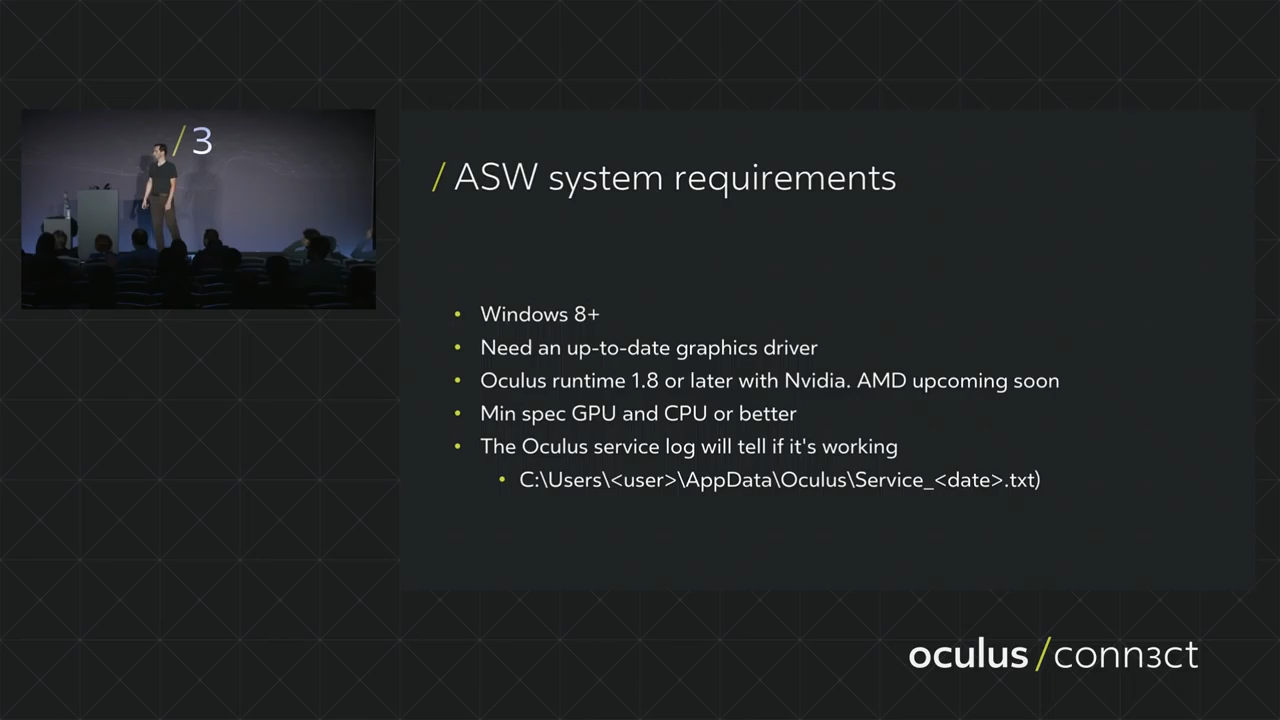 /3
/ ASW system requirements
• Windows 8+
• Need an up-to-date graphics driver
• Oculus runtime 1.8 or later with Nvidia. AMD upcoming soon
• Min spec GPU and CPU or better
• The Oculus service log will tell if it's working
• C:\Users\<user>\AppData\Oculus\Service_<date>.txt)
oculus /conn3ct